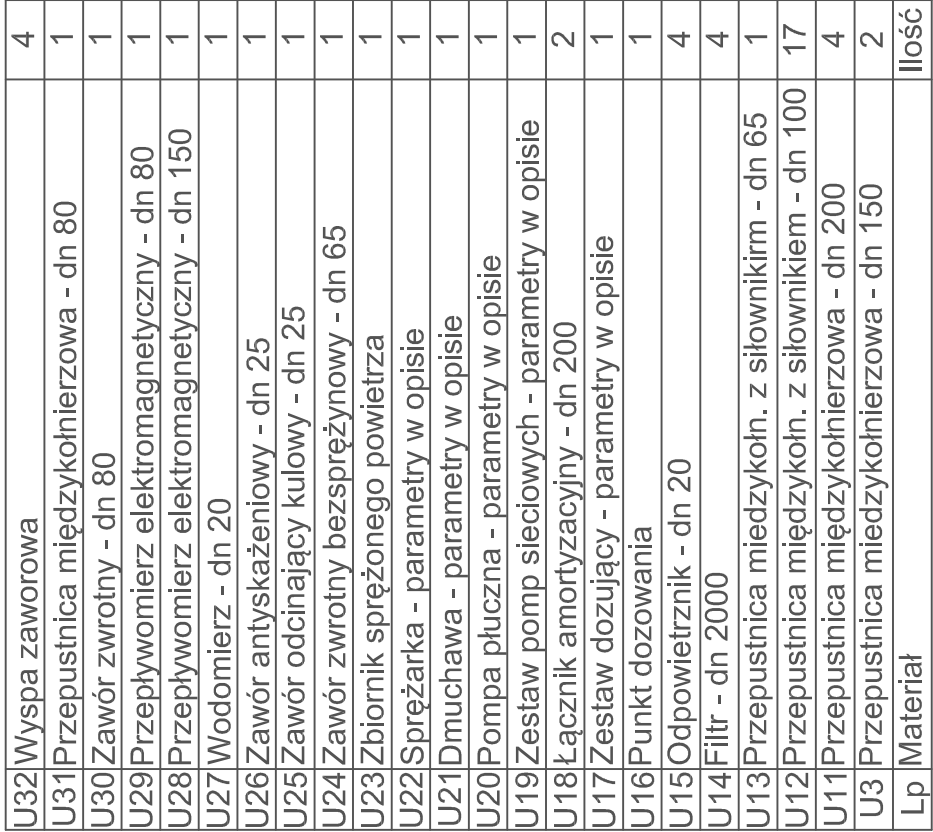 U32 Wyspa zaworowa 4
U31 Przepustnica międzykołnierzowa - dn 80 1
U30 Zawór zwrotny - dn 80 1
U29 Przepływomierz elektromagnetyczny - dn 80 1
U28 Przepływomierz elektromagnetyczny - dn 150 1
U27 Wodomierz - dn 20 1
U26 Zawór antyskażeniowy - dn 25 1
U25 Zawór odcinający kulowy - dn 25 1
U24 Zawór zwrotny bezsprężynowy - dn 65 1
U23 Zbiornik sprężonego powietrza 1
U22 Sprężarka - parametry w opisie 1
U21 Dmuchawa - parametry w opisie 1
U20 Pompa płuczna - parametry w opisie 1
U19 Zestaw pomp sieciowych - parametry w opisie 1
U18 Łącznik amortyzacyjny - dn 200 2
U17 Zestaw dozujący - parametry w opisie 1
U16 Punkt dozowania 1
U15 Odpowietrznik - dn 20 4
U14 Filtr - dn 2000 4
U13 Przepustnica miedzykołn. z siłownikirm - dn 65 1
U12 Przepustnica międzykołn. z siłownikiem - dn 100 17
U11 Przepustnica międzykołnierzowa - dn 200 4
U3 Przepustnica miedzykołnierzowa - dn 150 2
Lp Materiał Ilość